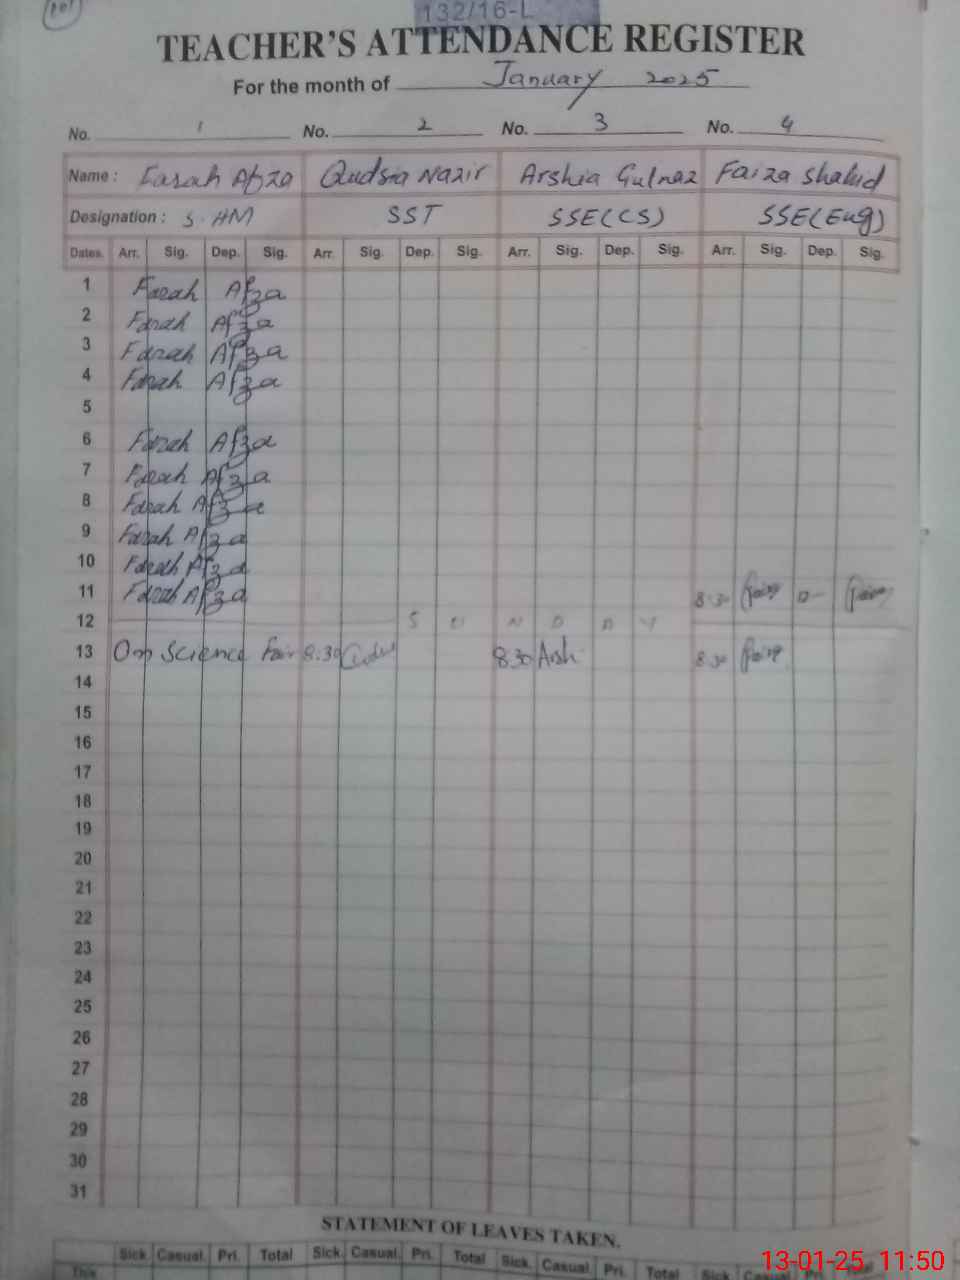 132/16-L
TEACHER'S ATTENDANCE REGISTER
For the month of January 2025
No. 1 No. 2 No. 3 No. 4
Name : Farah Afza Qudsia Nazir Arshia Gulnaz Faiza Shahid
Designation : S. HM SST SSE(CS) SSE(Eng)
Dates. Arr. Sig. Dep. Sig. Arr. Sig. Dep. Sig. Arr. Sig. Dep. Sig. Arr. Sig. Dep. Sig.
1 Farah Afza
2 Farah Afza
3 Farah Afza
4 Farah Afza
5
6 Farah Afza
7 Farah Afza
8 Farah Afza
9 Farah Afza
10 Farah Afza
11 Farah Afza 8:30
12 S U N D A Y
13 On Science Fair 8:30 8:30 Arsh 8:30
14
15
16
17
18
19
20
21
22
23
24
25
26
27
28
29
30
31
STATEMENT OF LEAVES TAKEN.
Sick Casual. Pri. Total Sick. Casual. Pri. Total Sick. Casual. Pri. Total Sick. Pri. Total
This
13-01-25, 11:50